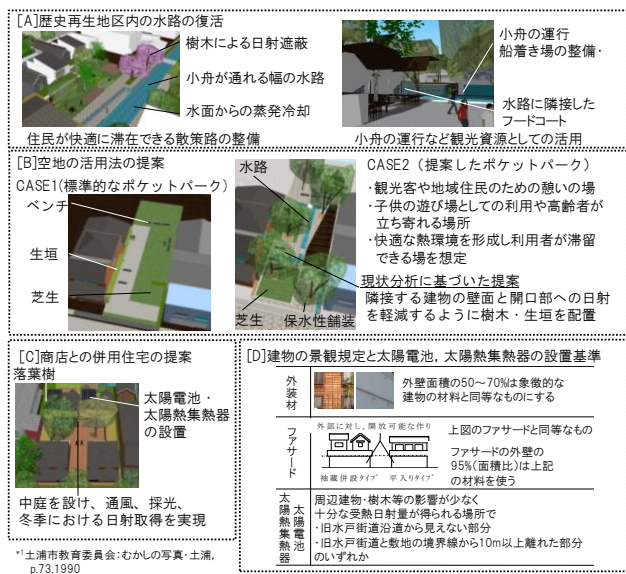 [A]歴史再生地区内の水路の復活
樹木による日射遮蔽
小舟が通れる幅の水路
水面からの蒸発冷却
住民が快適に滞在できる散策路の整備
小舟の運行
船着き場の整備・
水路に隣接した
フードコート
小舟の運行など観光資源としての活用
[B]空地の活用法の提案
CASE1(標準的なポケットパーク)
ベンチ
生垣
芝生
水路
芝生
保水性舗装
CASE2（提案したポケットパーク）
・観光客や地域住民のための憩いの場
・子供の遊び場としての利用や高齢者が
立ち寄れる場所
・快適な熱環境を形成し利用者が滞留
できる場を想定
現状分析に基づいた提案
隣接する建物の壁面と開口部への日射
を軽減するように樹木・生垣を配置
[C]商店との併用住宅の提案
落葉樹
太陽電池・
太陽熱集熱器
の設置
中庭を設け、通風、採光、
冬季における日射取得を実現
*¹土浦市教育委員会：むかしの写真・土浦,
p.73,1990
[D]建物の景観規定と太陽電池, 太陽熱集熱器の設置基準
外装材
外壁面積の50～70%は象徴的な
建物の材料と同等なものにする
ファサード
外部に対し、開放可能な作り
袖蔵併設タイプ 平入りタイプ
上図のファサードと同等なもの
ファサードの外壁の
95%(面積比)は上記
の材料を使う
太陽電池
太陽熱集熱器
周辺建物・樹木等の影響が少なく
十分な受熱日射量が得られる場所で
・旧水戸街道沿道から見えない部分
・旧水戸街道と敷地の境界線から10m以上離れた部分
のいずれか